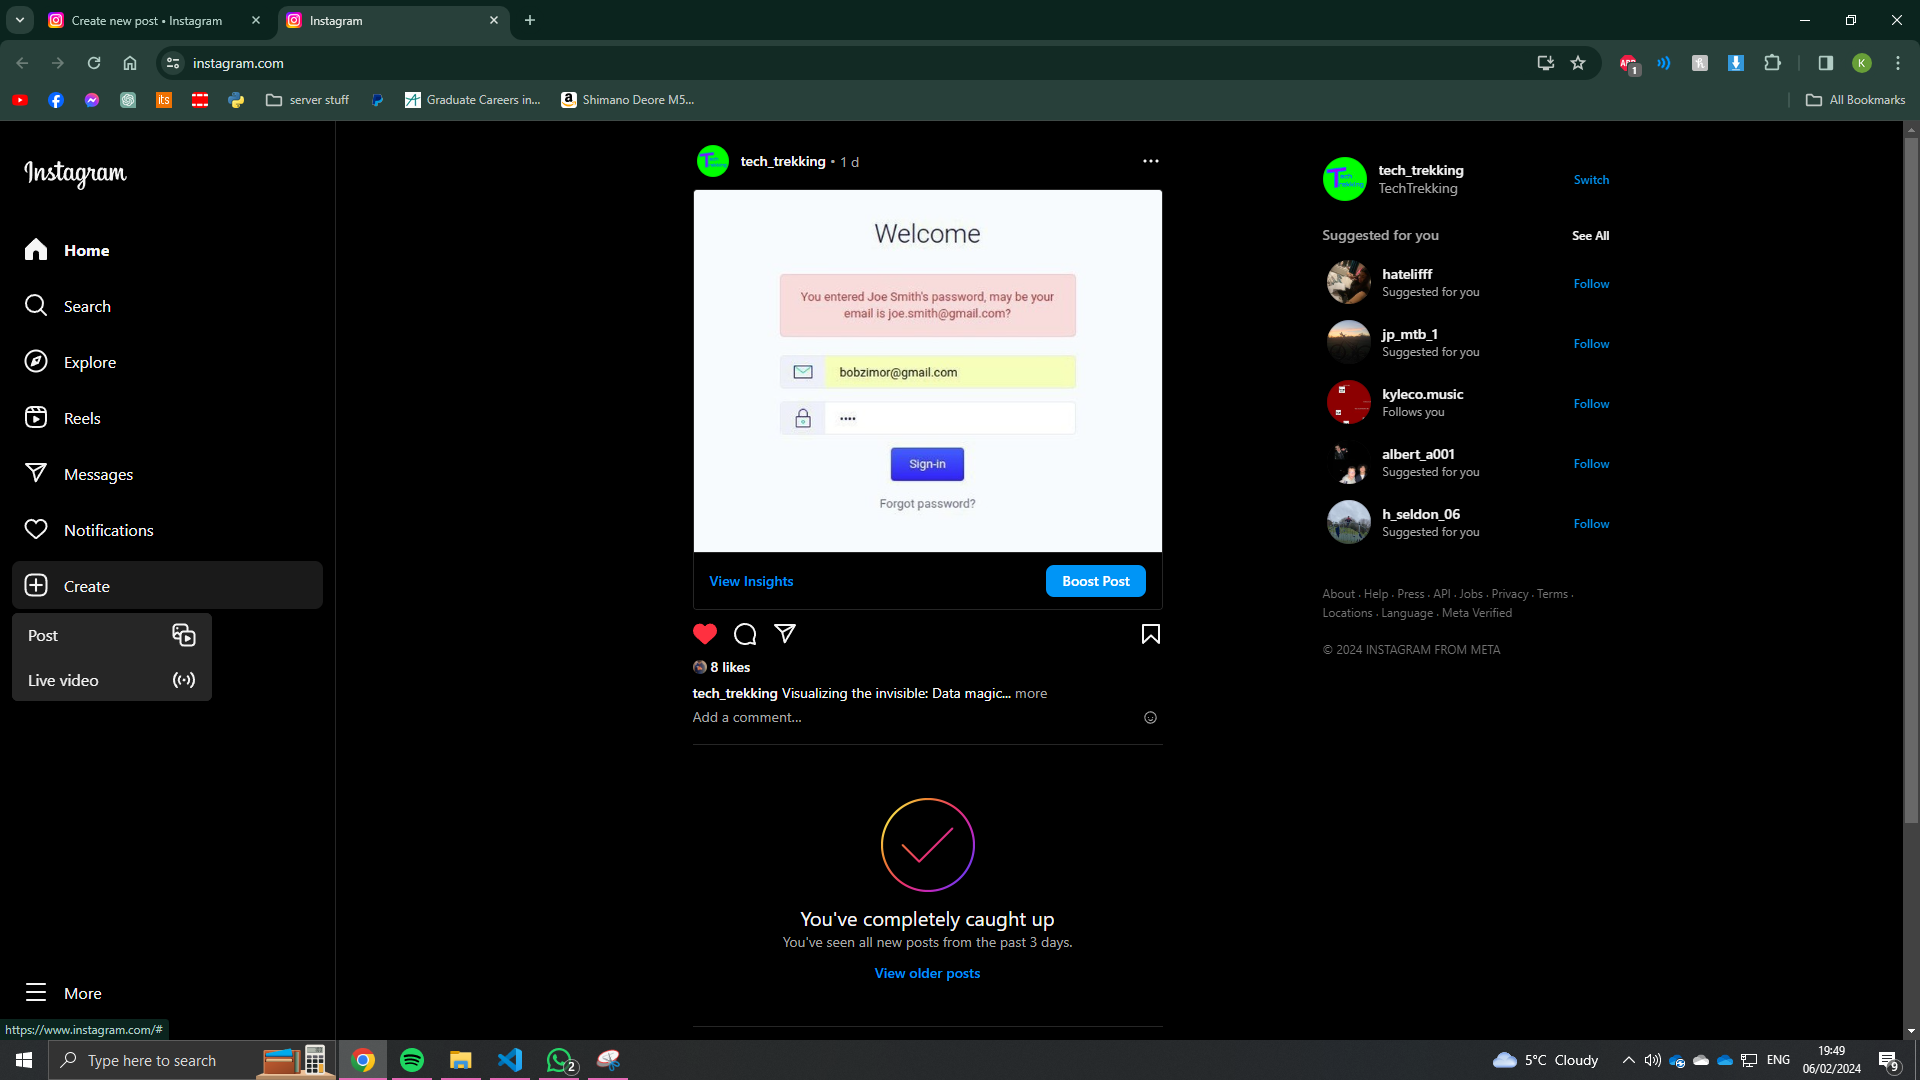 Create new post • Instagram
Instagram
instagram.com
1
K
its
server stuff
Graduate Careers in...
Shimano Deore M5...
All Bookmarks
Instagram
Home
Search
Explore
Reels
Messages
Notifications
Create
Post
Live video
More
https://www.instagram.com/#
tech_trekking • 1 d
Welcome
You entered Joe Smith's password, may be your
email is joe.smith@gmail.com?
bobzimor@gmail.com
••••
Sign-in
Forgot password?
View Insights
Boost Post
8 likes
tech_trekking Visualizing the invisible: Data magic... more
Add a comment...
You've completely caught up
You've seen all new posts from the past 3 days.
View older posts
tech_trekking
TechTrekking
Switch
Suggested for you
See All
hatelifff
Suggested for you
Follow
jp_mtb_1
Suggested for you
Follow
kyleco.music
Follows you
Follow
albert_a001
Suggested for you
Follow
h_seldon_06
Suggested for you
Follow
About · Help · Press · API · Jobs · Privacy · Terms ·
Locations · Language · Meta Verified
© 2024 INSTAGRAM FROM META
Type here to search
2
5°C Cloudy
ENG
19:49
06/02/2024
9